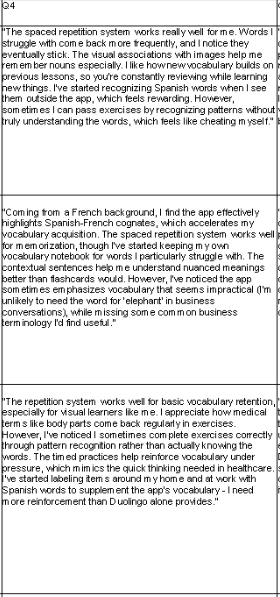 Q4
"The spaced repetition system works really well for me. Words I
struggle with come back more frequently, and I notice they
eventually stick. The visual associations with images help me
remember nouns especially. I like how new vocabulary builds on
previous lessons, so you're constantly reviewing while learning
new things. I've started recognizing Spanish words when I see
them outside the app, which feels rewarding. However,
sometimes I can pass exercises by recognizing patterns without
truly understanding the words, which feels like cheating myself."
"Coming from a French background, I find the app effectively
highlights Spanish-French cognates, which accelerates my
vocabulary acquisition. The spaced repetition system works well
for memorization, though I've started keeping my own
vocabulary notebook for words I particularly struggle with. The
contextual sentences help me understand nuanced meanings
better than flashcards would. However, I've noticed the app
sometimes emphasizes vocabulary that seems impractical (I'm
unlikely to need the word for 'elephant' in business
conversations), while missing some common business
terminology I'd find useful."
"The repetition system works well for basic vocabulary retention,
especially for visual learners like me. I appreciate how medical
terms like body parts come back regularly in exercises.
However, I've noticed I sometimes complete exercises correctly
through pattern recognition rather than actually knowing the
words. The timed practices help reinforce vocabulary under
pressure, which mimics the quick thinking needed in healthcare.
I've started labeling items around my home and at work with
Spanish words to supplement the app's vocabulary - I need
more reinforcement than Duolingo alone provides."